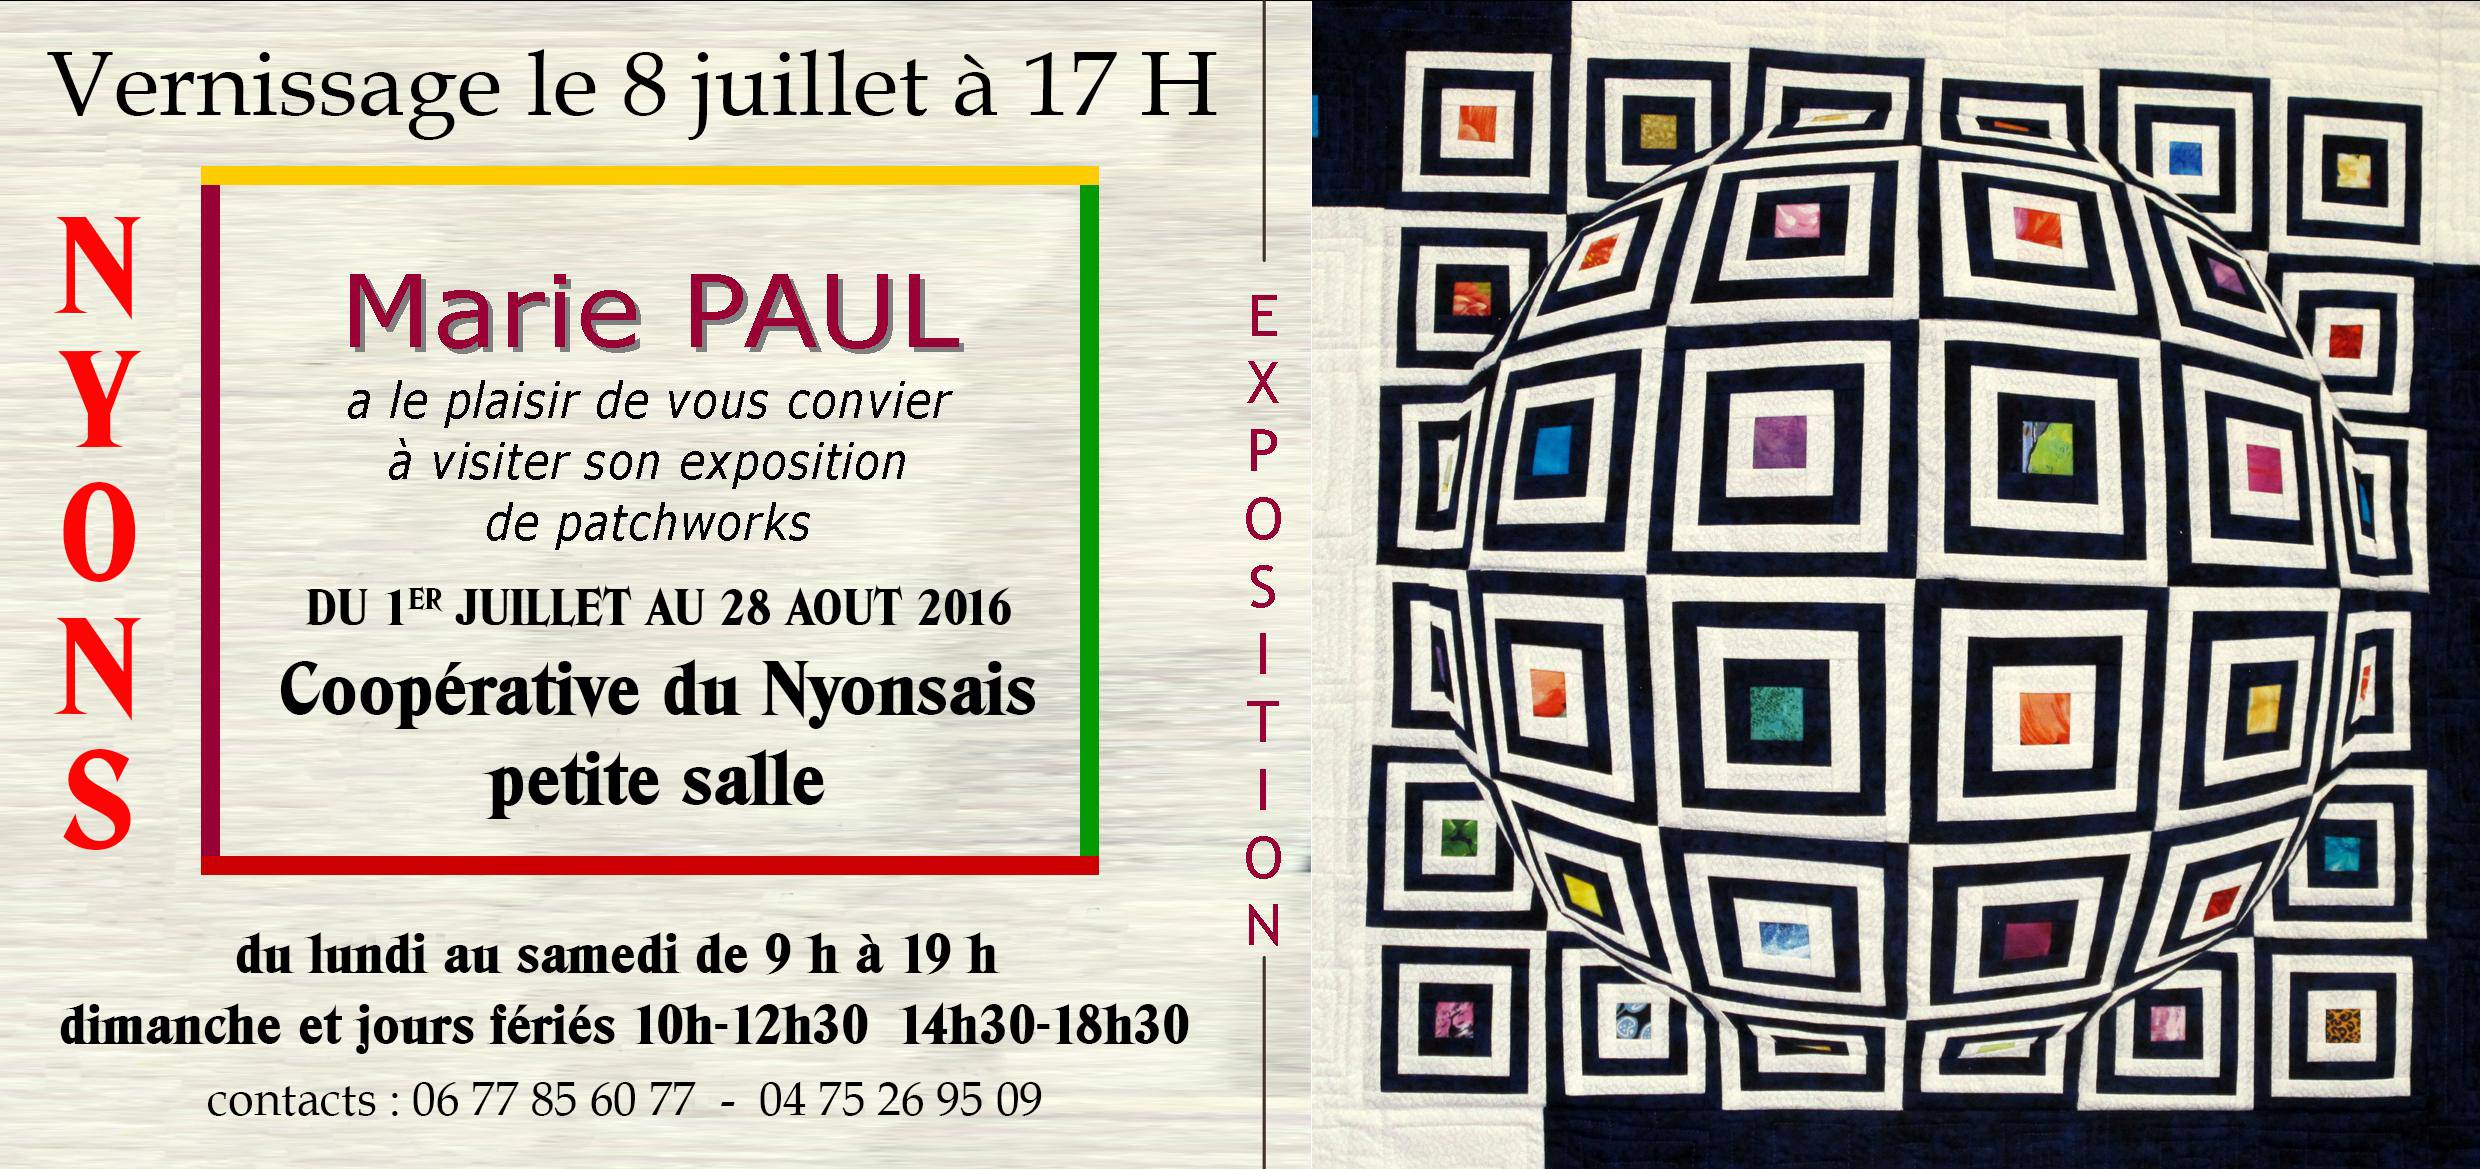 Vernissage le 8 juillet à 17 H
NYONS
Marie PAUL
a le plaisir de vous convier
à visiter son exposition
de patchworks
DU 1ER JUILLET AU 28 AOUT 2016
Coopérative du Nyonsais
petite salle
du lundi au samedi de 9 h à 19 h
dimanche et jours fériés 10h-12h30 14h30-18h30
contacts : 06 77 85 60 77 - 04 75 26 95 09
EXPOSITION